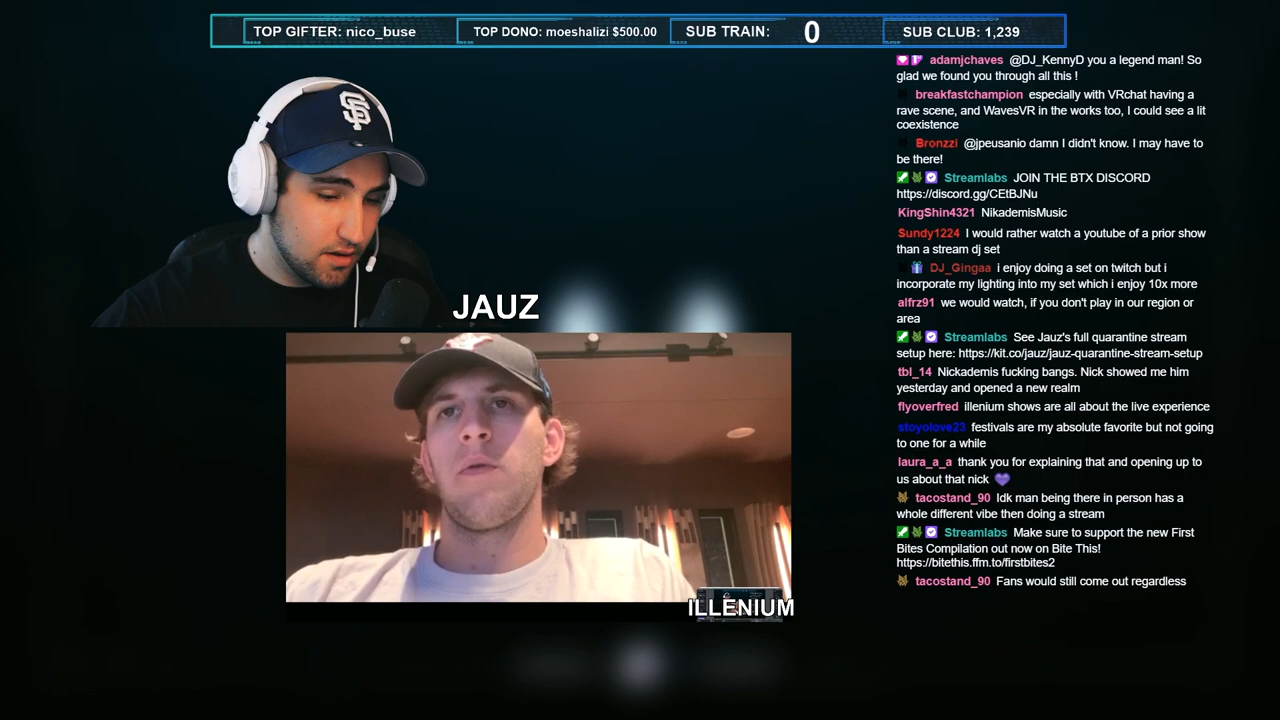 TOP GIFTER: nico_buse
TOP DONO: moeshalizi $500.00
SUB TRAIN: 0
SUB CLUB: 1,239
adamjchaves @DJ_KennyD you a legend man! So
glad we found you through all this !
breakfastchampion especially with VRchat having a
rave scene, and WavesVR in the works too, I could see a lit
coexistence
Bronzzi @jpeusanio damn I didn't know. I may have to
be there!
Streamlabs JOIN THE BTX DISCORD
https://discord.gg/CEtBJNu
KingShin4321 NikademisMusic
Sundy1224 I would rather watch a youtube of a prior show
than a stream dj set
DJ_Gingaa i enjoy doing a set on twitch but i
incorporate my lighting into my set which i enjoy 10x more
alfrz91 we would watch, if you don't play in our region or
area
Streamlabs See Jauz's full quarantine stream
setup here: https://kit.co/jauz/jauz-quarantine-stream-setup
tbl_14 Nickademis fucking bangs. Nick showed me him
yesterday and opened a new realm
flyoverfred illenium shows are all about the live experience
stoyolove23 festivals are my absolute favorite but not going
to one for a while
laura_a_a thank you for explaining that and opening up to
us about that nick
tacostand_90 Idk man being there in person has a
whole different vibe then doing a stream
Streamlabs Make sure to support the new First
Bites Compilation out now on Bite This!
https://bitethis.ffm.to/firstbites2
tacostand_90 Fans would still come out regardless
SF
JAUZ
ILLENIUM